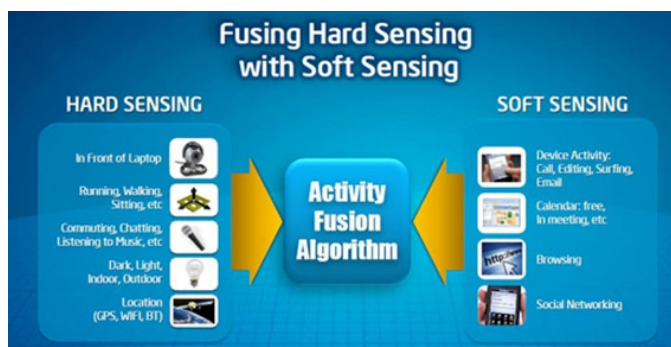 Fusing Hard Sensing
with Soft Sensing
HARD SENSING
In Front of Laptop
Running, Walking,
Sitting, etc
Commuting, Chatting,
Listening to Music, etc
Dark, Light,
Indoor, Outdoor
Location
(GPS, WIFI, BT)
Activity
Fusion
Algorithm
SOFT SENSING
Device Activity:
Call, Editing, Surfing,
Email
Calendar: free,
In meeting, etc
http://www
Browsing
Social Networking